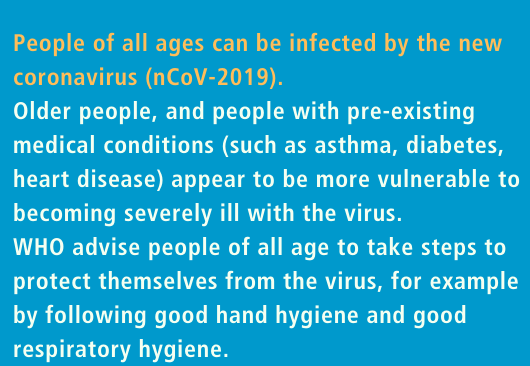 People of all ages can be infected by the new
coronavirus (nCoV-2019).
Older people, and people with pre-existing
medical conditions (such as asthma, diabetes,
heart disease) appear to be more vulnerable to
becoming severely ill with the virus.
WHO advise people of all age to take steps to
protect themselves from the virus, for example
by following good hand hygiene and good
respiratory hygiene.